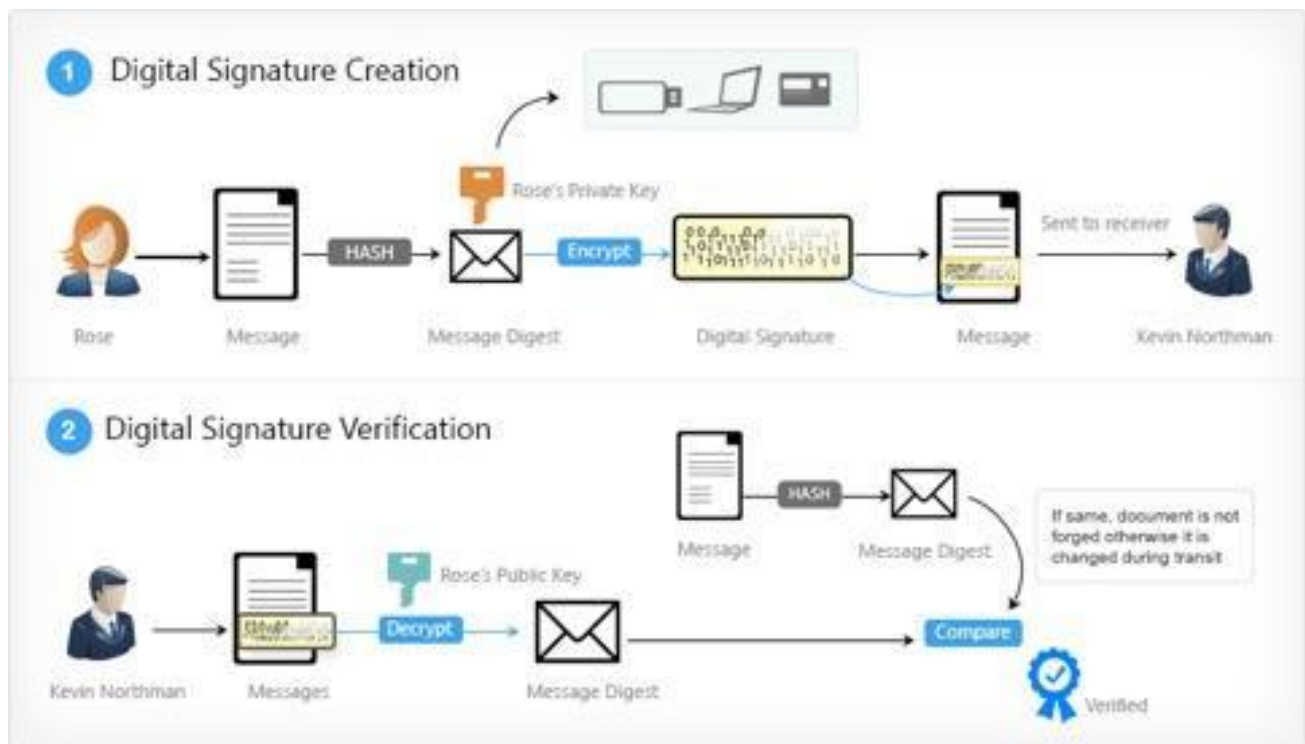 1 Digital Signature Creation
Rose's Private Key
HASH
Encrypt
Sent to receiver
Rose
Message
Message Digest
Digital Signature
Message
Kevin Northman
2 Digital Signature Verification
HASH
Message
Message Digest
If same, document is not
forged otherwise it is
changed during transit
Rose's Public Key
Decrypt
Compare
Kevin Northman
Messages
Message Digest
Verified